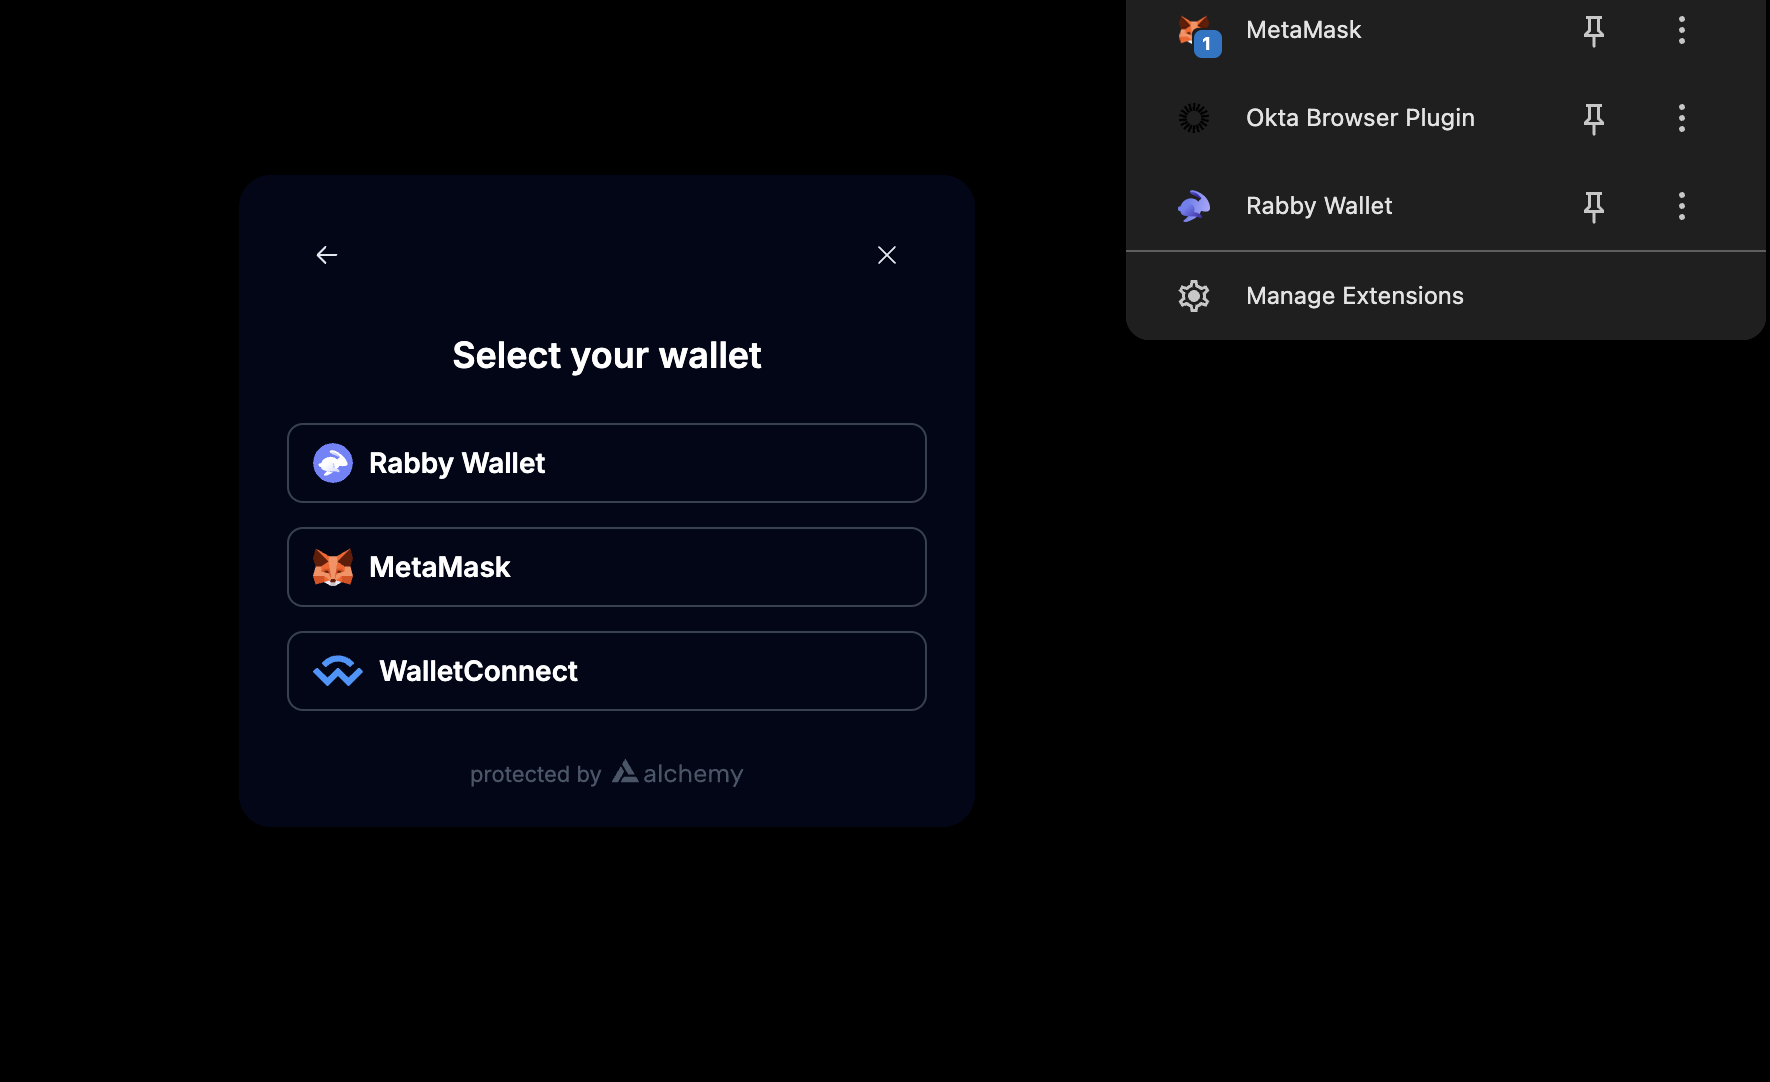 MetaMask
1
Okta Browser Plugin
Rabby Wallet
Manage Extensions
Select your wallet
Rabby Wallet
MetaMask
WalletConnect
protected by alchemy